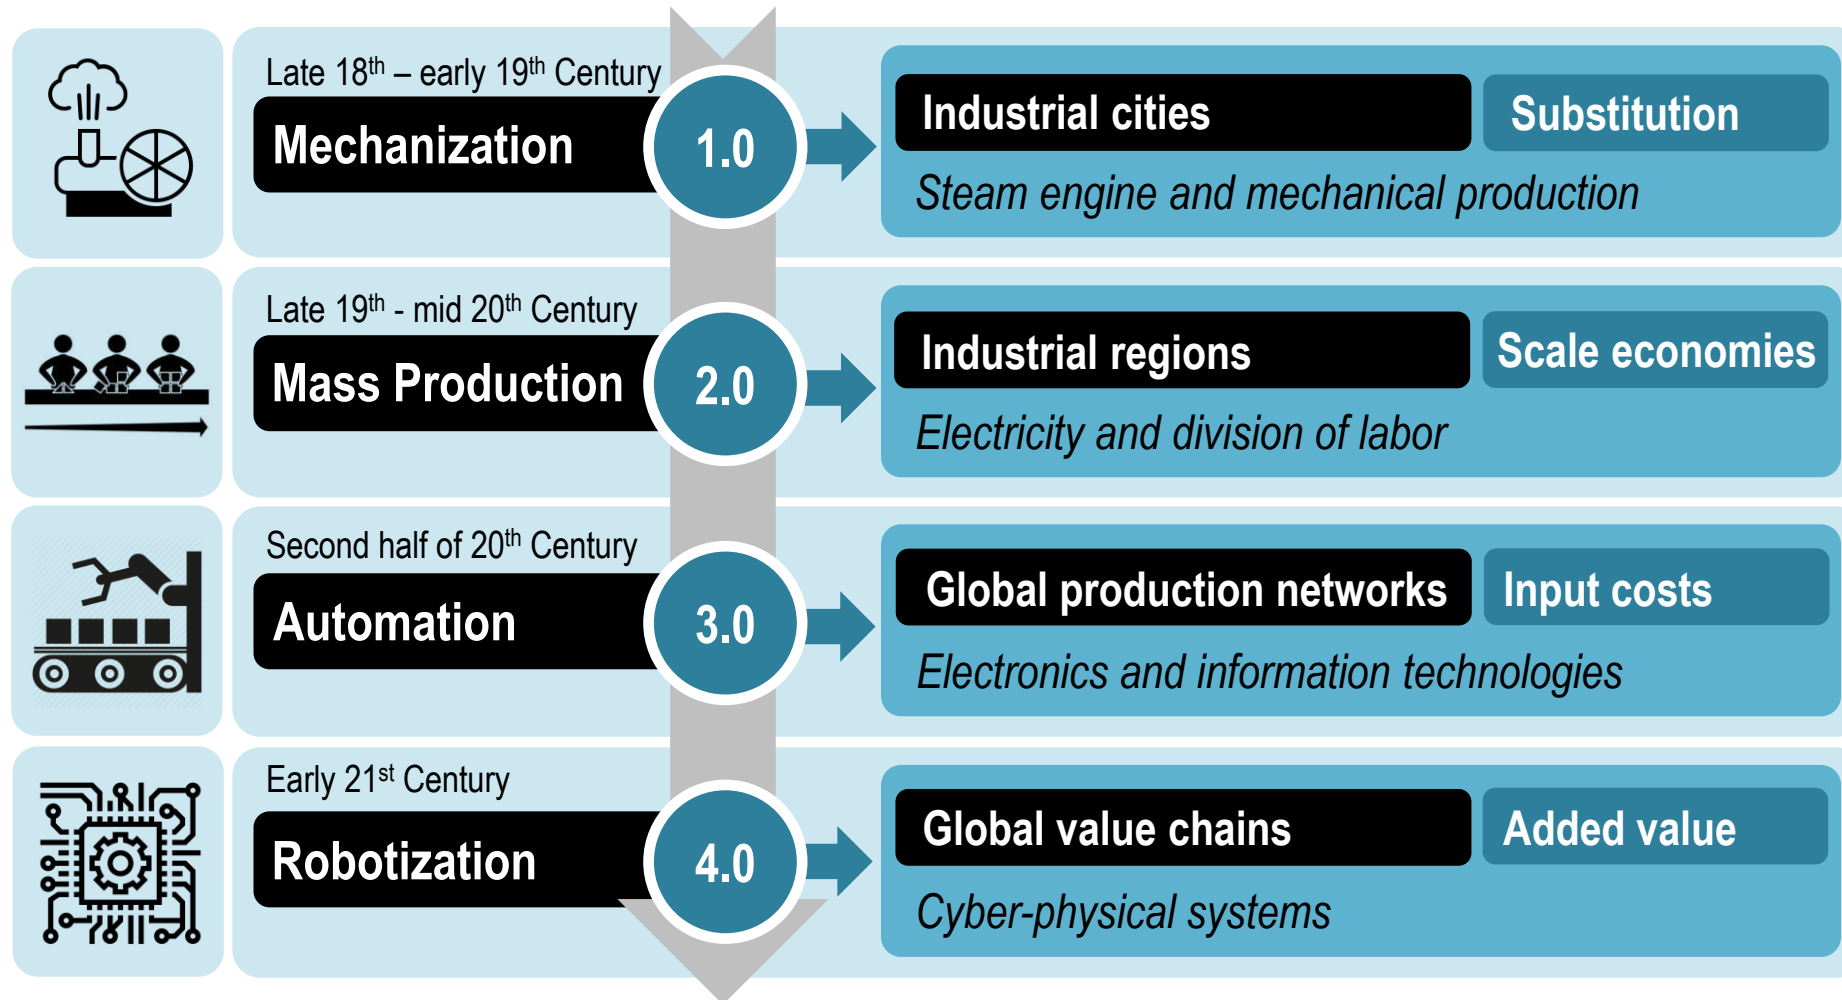 Late 18th – early 19th Century
Mechanization
1.0
Industrial cities
Substitution
Steam engine and mechanical production
Late 19th - mid 20th Century
Mass Production
2.0
Industrial regions
Scale economies
Electricity and division of labor
Second half of 20th Century
Automation
3.0
Global production networks
Input costs
Electronics and information technologies
Early 21st Century
Robotization
4.0
Global value chains
Added value
Cyber-physical systems